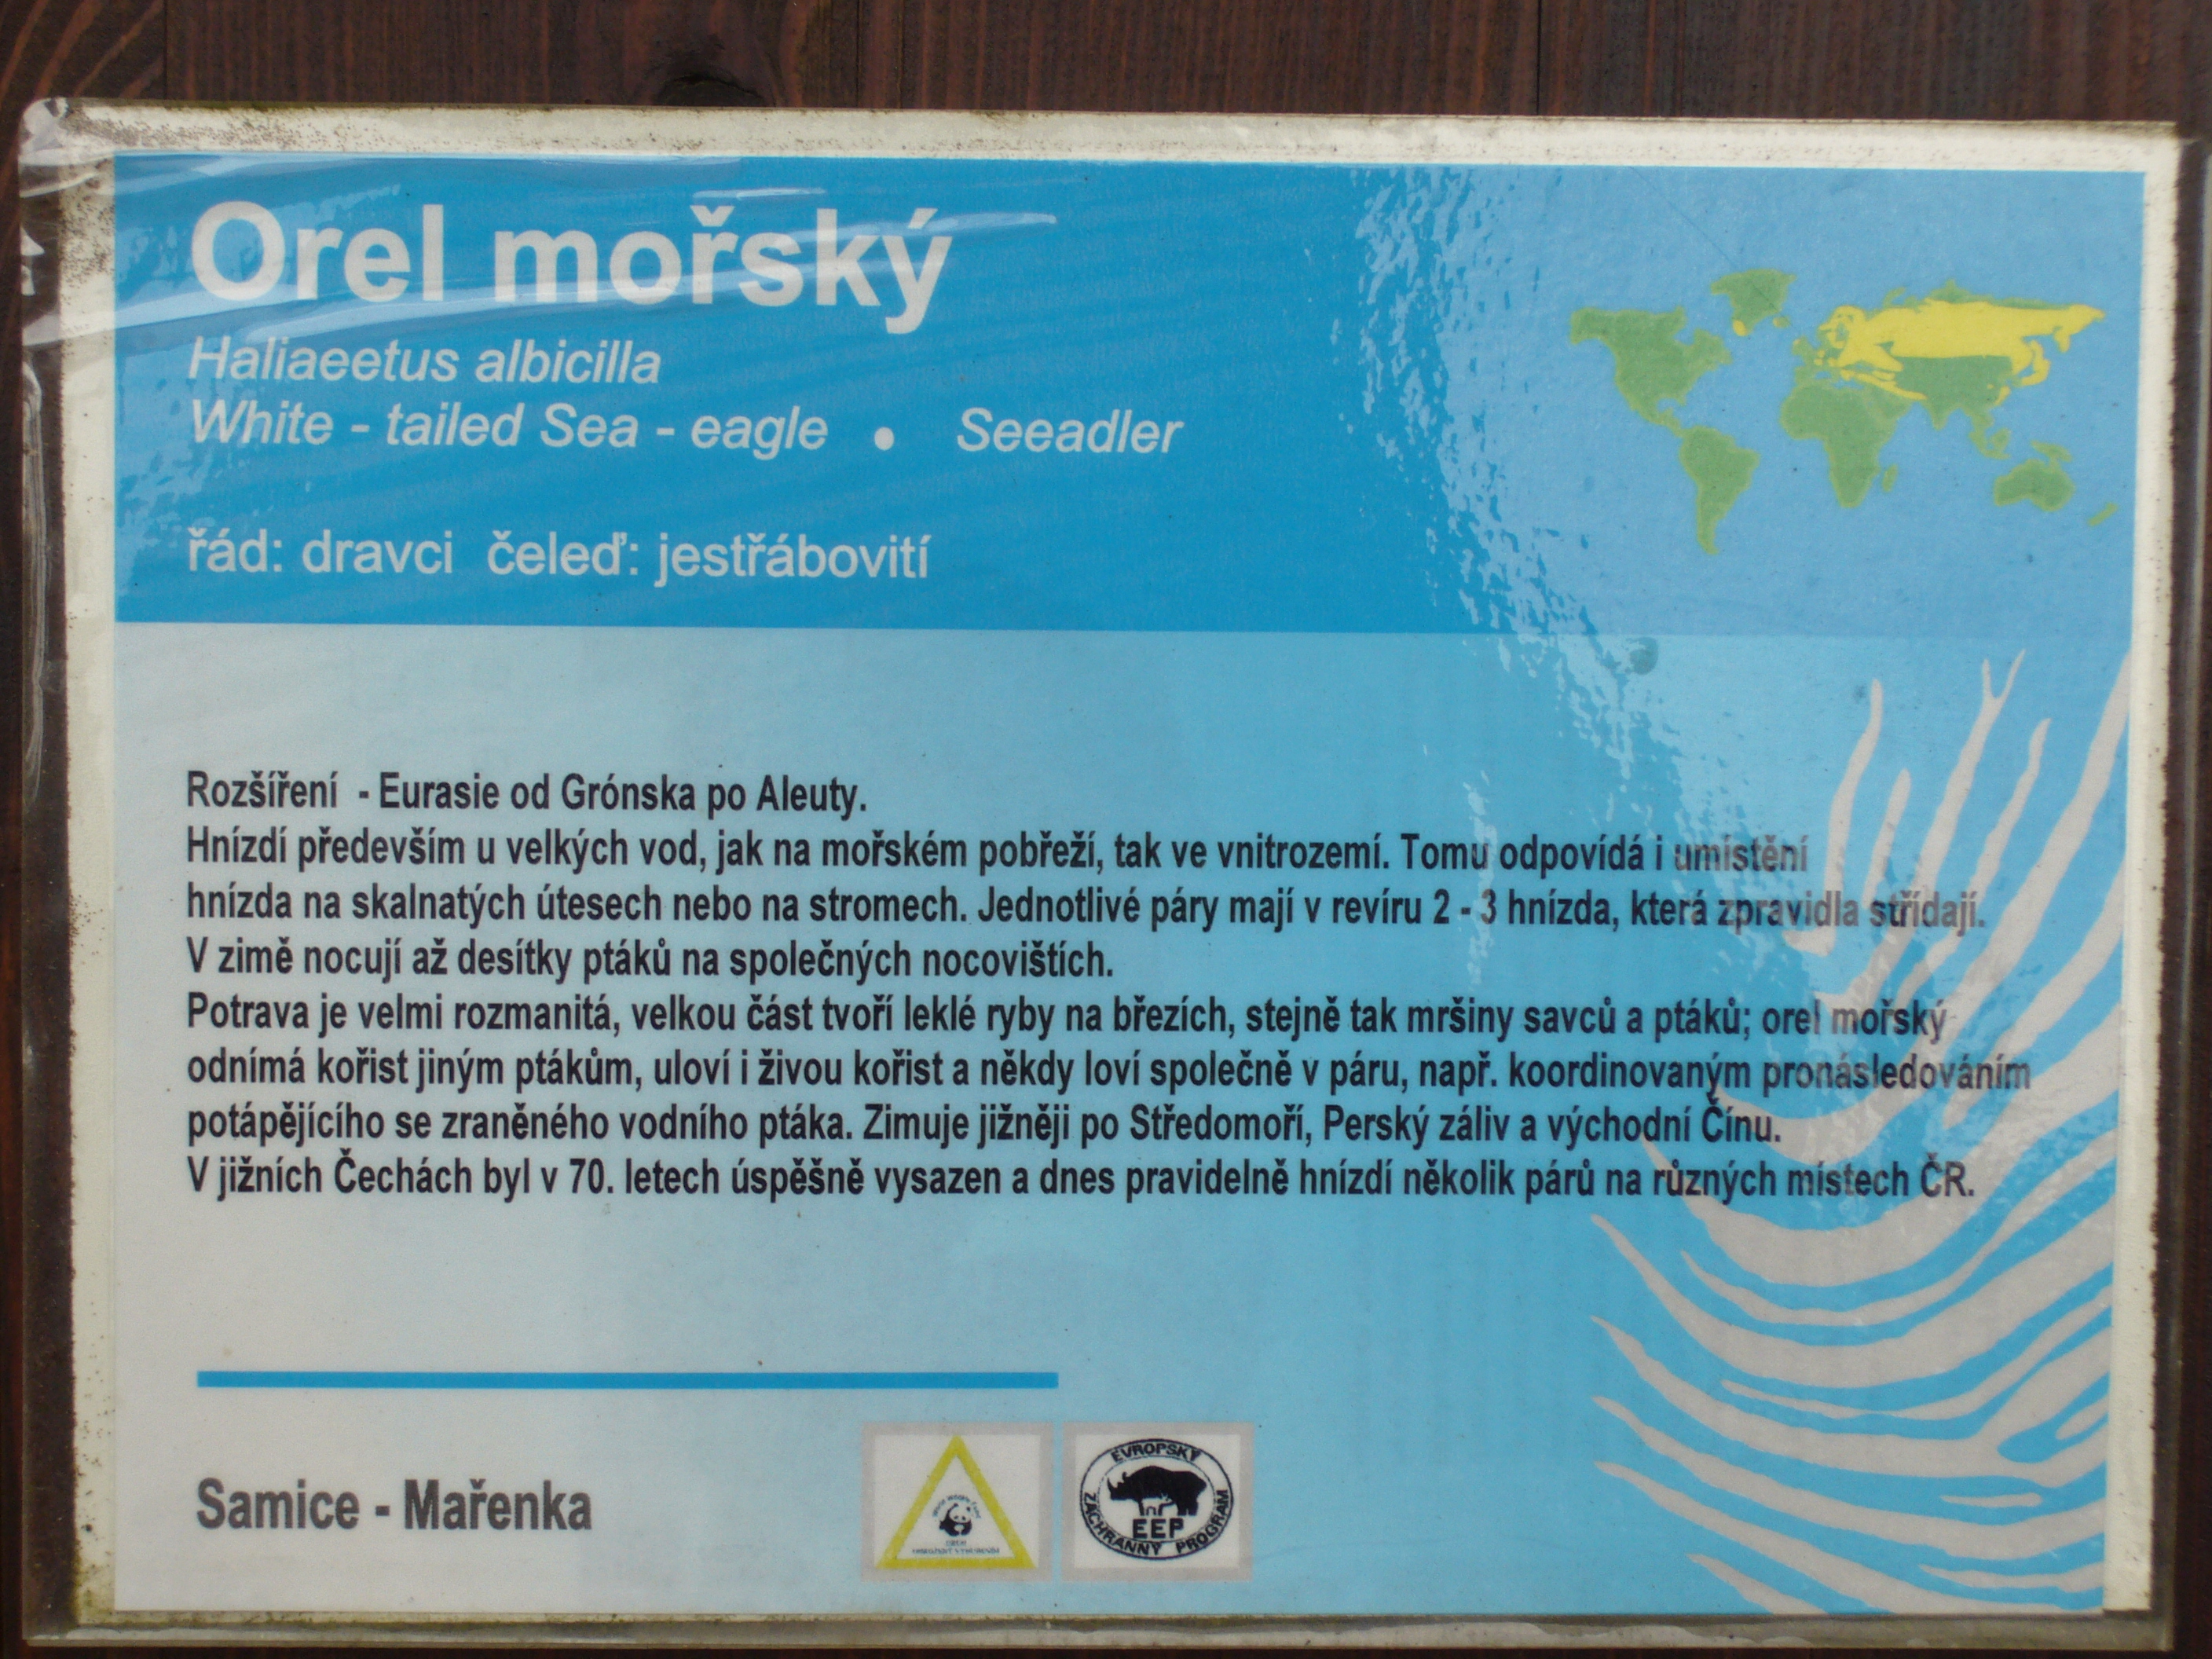 Orel mořský
Haliaeetus albicilla
White - tailed Sea - eagle • Seeadler
řád: dravci čeleď: jestřábovití
Rozšíření - Eurasie od Grónska po Aleuty.
Hnízdí především u velkých vod, jak na mořském pobřeží, tak ve vnitrozemí. Tomu odpovídá i umístění
hnízda na skalnatých útesech nebo na stromech. Jednotlivé páry mají v revíru 2 - 3 hnízda, která zpravidla střídají.
V zimě nocují až desítky ptáků na společných nocovištích.
Potrava je velmi rozmanitá, velkou část tvoří leklé ryby na březích, stejně tak mršiny savců a ptáků; orel mořský
odnímá kořist jiným ptákům, uloví i živou kořist a někdy loví společně v páru, např. koordinovaným pronásledováním
potápějícího se zraněného vodního ptáka. Zimuje jižněji po Středomoří, Perský záliv a východní Čínu.
V jižních Čechách byl v 70. letech úspěšně vysazen a dnes pravidelně hnízdí několik párů na různých místech ČR.
Samice - Mařenka
EVROPSKÝ
EEP
ZÁCHRANNÝ PROGRAM